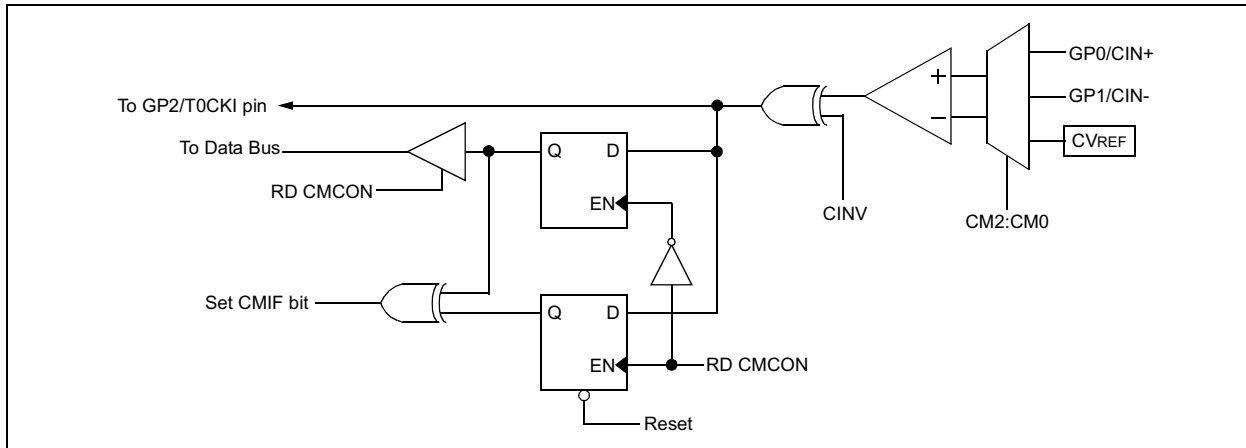 GP0/CIN+
To GP2/T0CKI pin
GP1/CIN-
To Data Bus
Q D
CVREF
RD CMCON
EN
CINV
CM2:CM0
Set CMIF bit
Q D
EN
RD CMCON
Reset